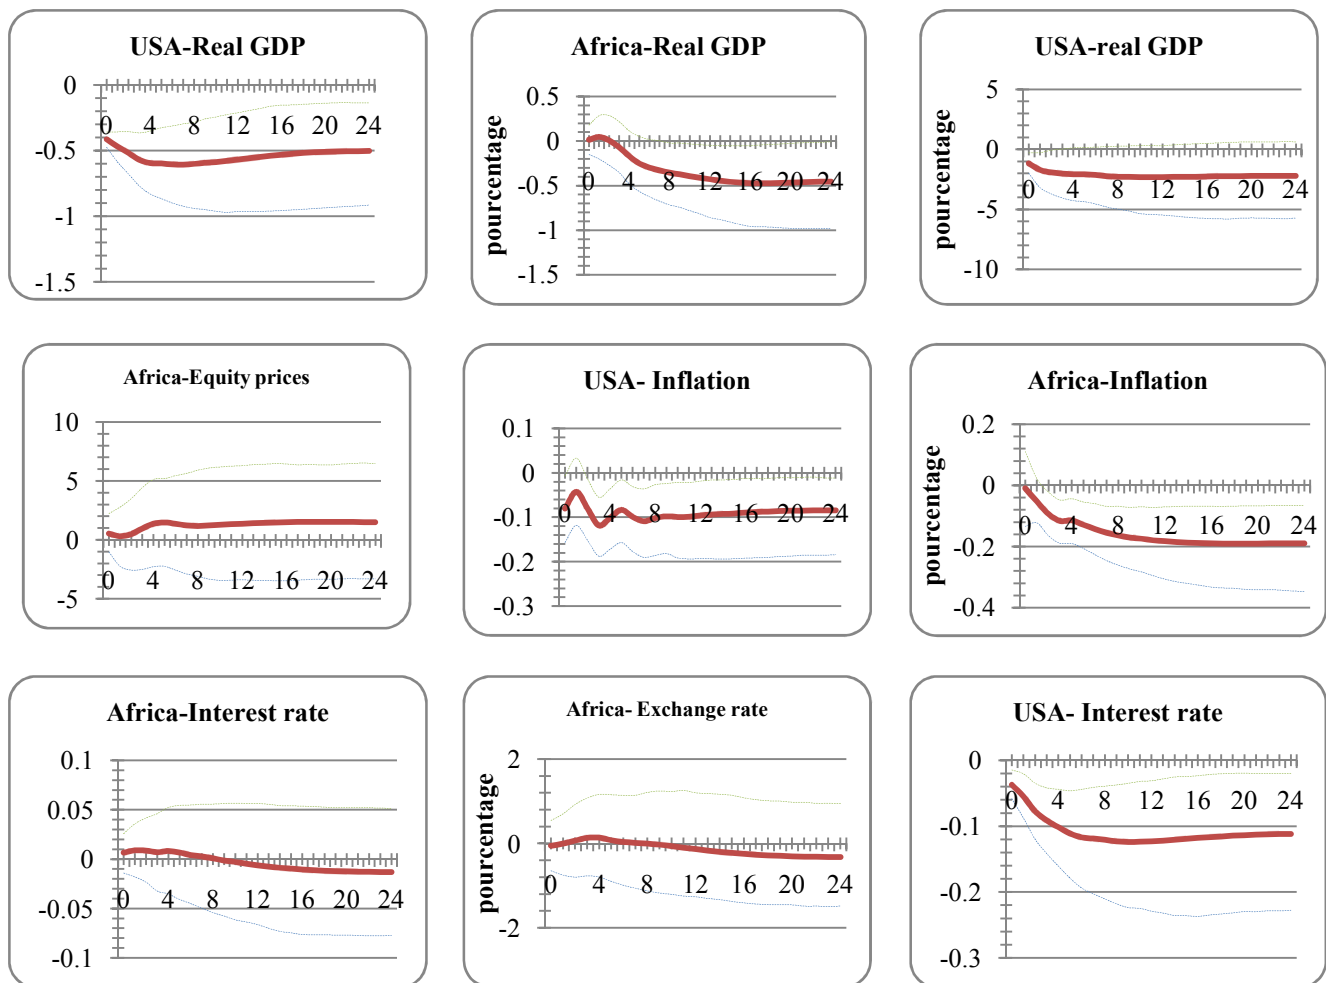 USA-Real GDP
0
-0.5
-1
-1.5
0 4 8 12 16 20 24
Africa-Real GDP
pourcentage
0.5
0
-0.5
-1
-1.5
0 4 8 12 16 20 24
USA-real GDP
pourcentage
5
0
-5
-10
0 4 8 12 16 20 24
Africa-Equity prices
10
5
0
-5
0 4 8 12 16 20 24
USA- Inflation
0.1
0
-0.1
-0.2
-0.3
0 4 8 12 16 20 24
Africa-Inflation
pourcentage
0.2
0
-0.2
-0.4
0 4 8 12 16 20 24
Africa-Interest rate
0.1
0.05
0
-0.05
-0.1
0 4 8 12 16 20 24
Africa- Exchange rate
pourcentage
2
0
-2
0 4 8 12 16 20 24
USA- Interest rate
0
-0.1
-0.2
-0.3
0 4 8 12 16 20 24